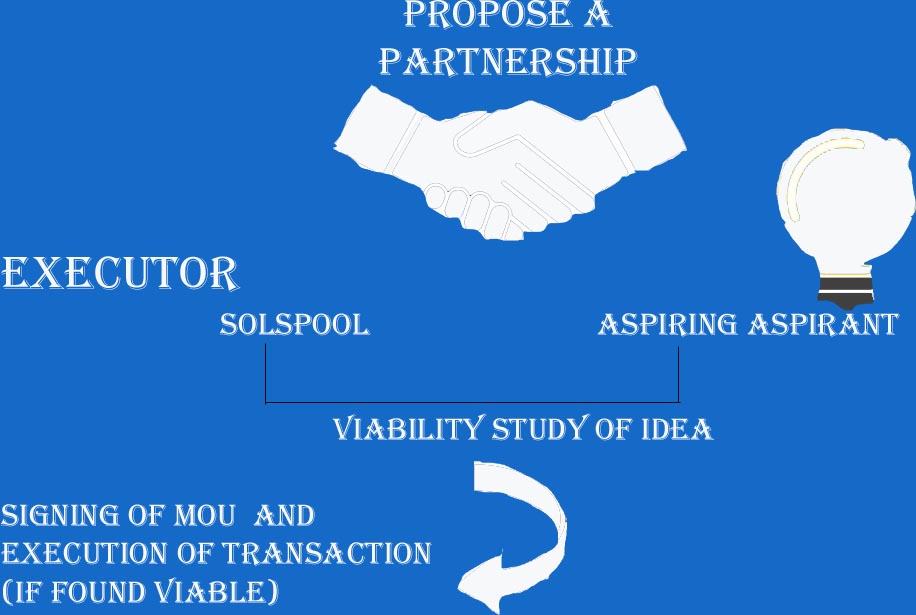 PROPOSE A
PARTNERSHIP
EXECUTOR
SOLSPOOL
ASPIRING ASPIRANT
VIABILITY STUDY OF IDEA
SIGNING OF MOU AND
EXECUTION OF TRANSACTION
(IF FOUND VIABLE)